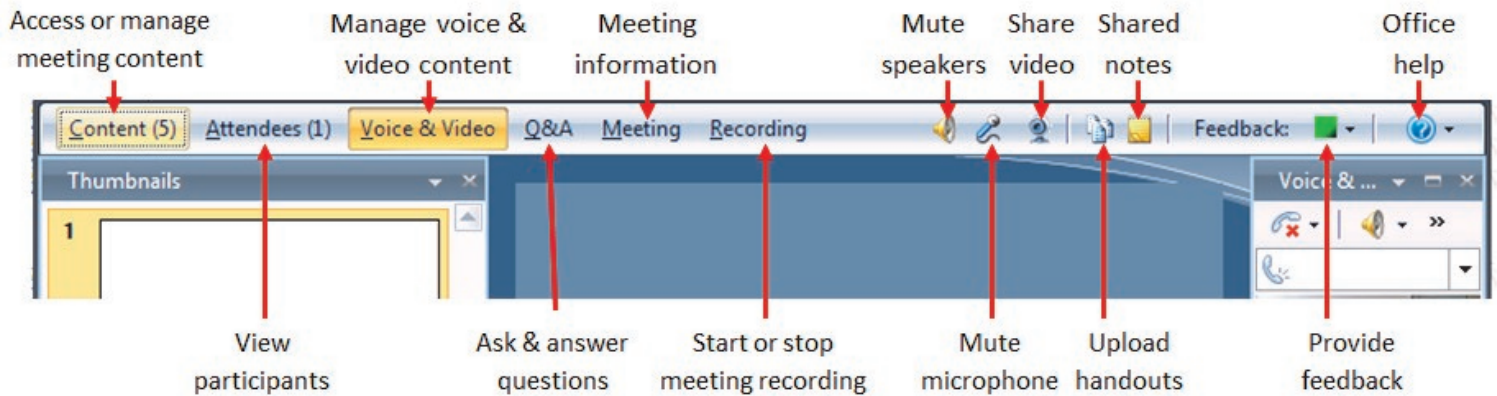 Access or manage
meeting content
Manage voice &
video content
Meeting
information
Mute
speakers
Share
video
Shared
notes
Office
help
Content (5) Attendees (1) Voice & Video Q&A Meeting Recording Feedback:
Thumbnails
Voice & ...
1
View
participants
Ask & answer
questions
Start or stop
meeting recording
Mute
microphone
Upload
handouts
Provide
feedback